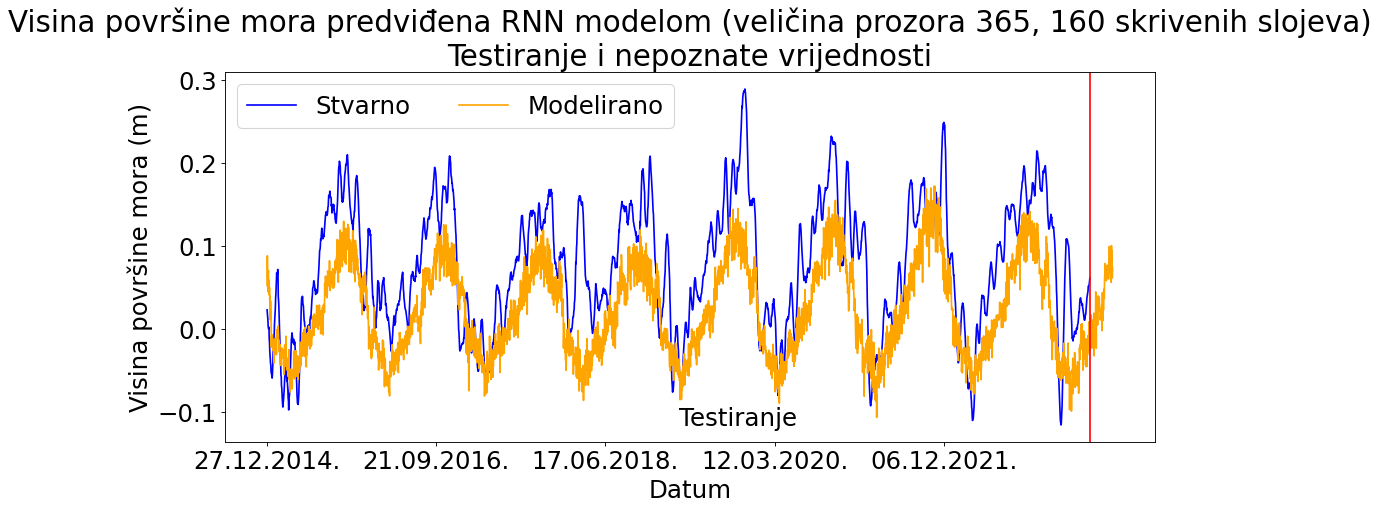 Visina površine mora predviđena RNN modelom (veličina prozora 365, 160 skrivenih slojeva)
Testiranje i nepoznate vrijednosti
Stvarno
Modelirano
Visina površine mora (m)
0.3
0.2
0.1
0.0
−0.1
Testiranje
27.12.2014.
21.09.2016.
17.06.2018.
12.03.2020.
06.12.2021.
Datum